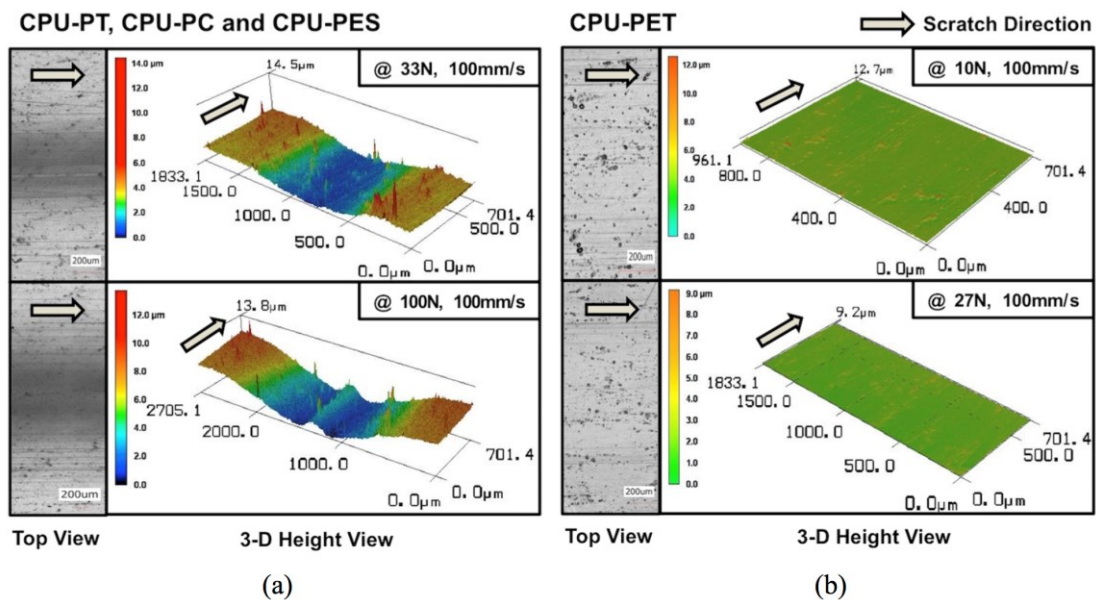 CPU-PT, CPU-PC and CPU-PES
@ 33N, 100mm/s
14.0 µm
12.0
10.0
8.0
6.0
4.0
2.0
0.0
14.5µm
1833.1
1500.0
1000.0
500.0
0.0µm
0.0µm
500.0
701.4
200um
@ 100N, 100mm/s
12.0
10.0
8.0
6.0
4.0
2.0
0.0
13.8µm
2705.1
2000.0
1000.0
0.0µm
0.0µm
701.4
200um
Top View
3-D Height View
(a)
CPU-PET
Scratch Direction
@ 10N, 100mm/s
12.0 µm
10.0
8.0
6.0
4.0
2.0
0.0
12.7µm
961.1
800.0
400.0
0.0µm
0.0µm
400.0
701.4
200um
@ 27N, 100mm/s
9.0 µm
8.0
7.0
6.0
5.0
4.0
3.0
2.0
1.0
0.0
9.2µm
1833.1
1500.0
1000.0
500.0
0.0µm
0.0µm
500.0
701.4
200um
Top View
3-D Height View
(b)